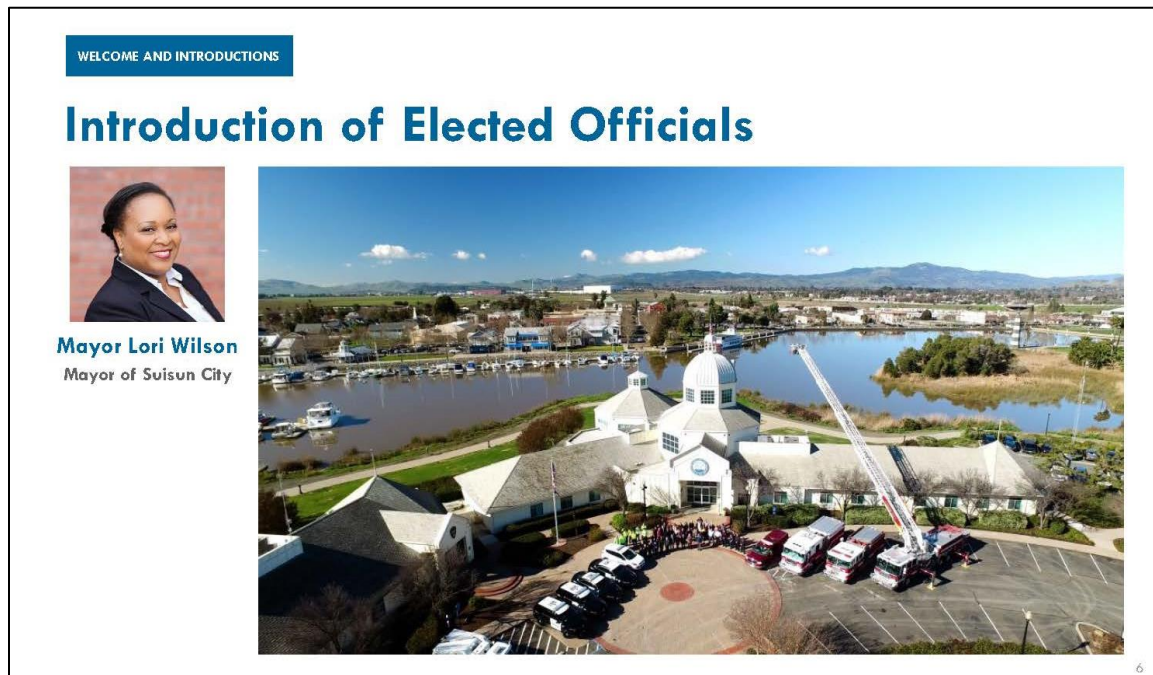 WELCOME AND INTRODUCTIONS
Introduction of Elected Officials
Mayor Lori Wilson
Mayor of Suisun City
6